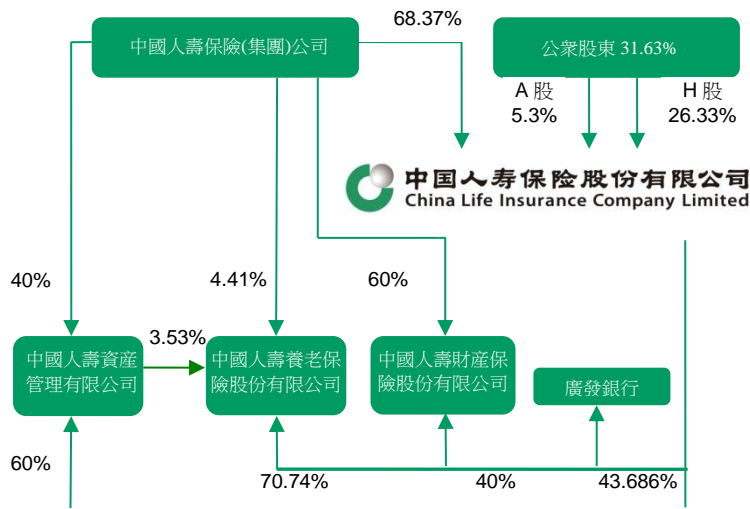 68.37%
中國人壽保險(集團)公司
公衆股東 31.63%
A 股
5.3%
H 股
26.33%
中国人寿保险股份有限公司
China Life Insurance Company Limited
40%
4.41%
60%
3.53%
中國人壽資産
管理有限公司
中國人壽養老保
險股份有限公司
中國人壽財産保
險股份有限公司
廣發銀行
60%
70.74%
40%
43.686%